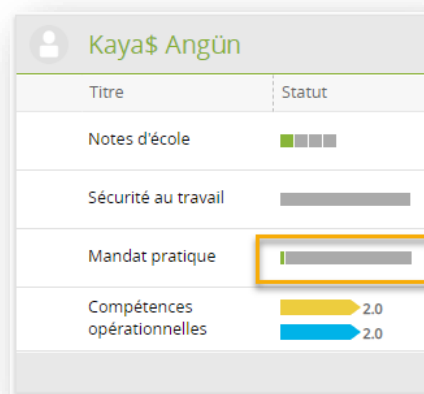 Kaya$ Angün
Titre Statut
Notes d'école
Sécurité au travail
Mandat pratique
Compétences 2.0
opérationnelles 2.0